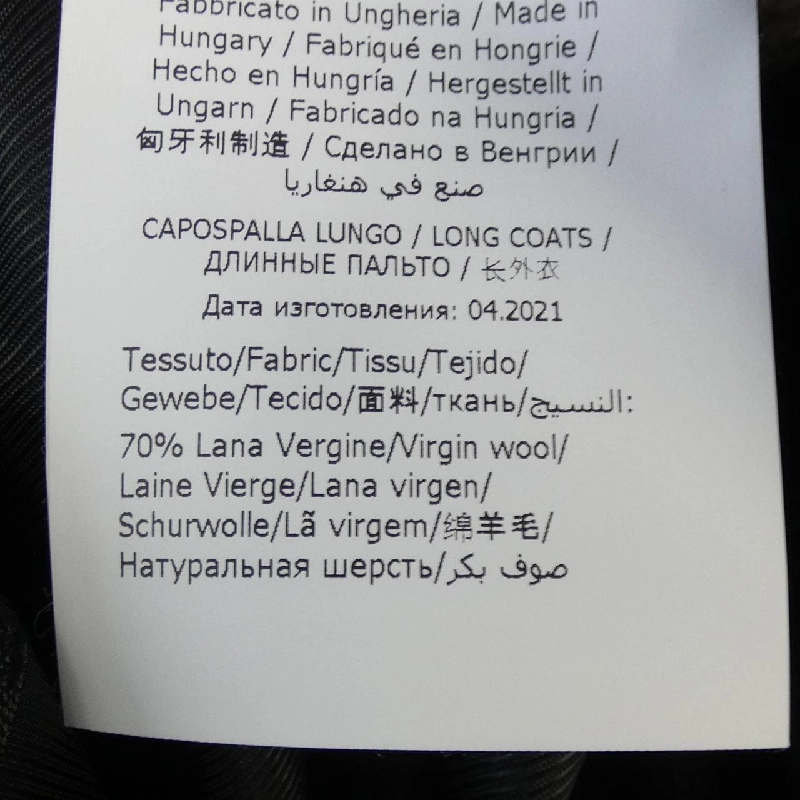 Fabbricato in Ungheria / Made in
Hungary / Fabriqué en Hongrie /
Hecho en Hungría / Hergestellt in
Ungarn / Fabricado na Hungria /
匈牙利制造 / Сделано в Венгрии /
صنع في هنغاريا
CAPOSPALLA LUNGO / LONG COATS /
ДЛИННЫЕ ПАЛЬТО / 长外衣
Дата изготовления: 04.2021
Tessuto/Fabric/Tissu/Tejido/
Gewebe/Tecido/面料/ткань/النسيج:
70% Lana Vergine/Virgin wool/
Laine Vierge/Lana virgen/
Schurwolle/Lã virgem/绵羊毛/
Натуральная шерсть/صوف بكر